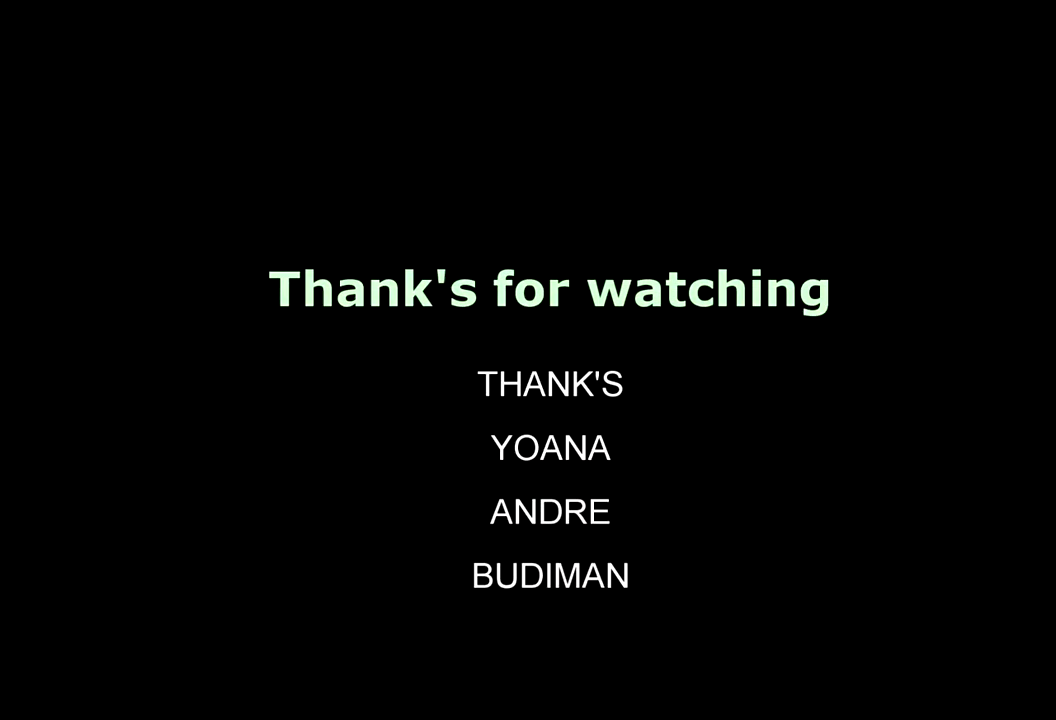 Thank's for watching
THANK'S
YOANA
ANDRE
BUDIMAN